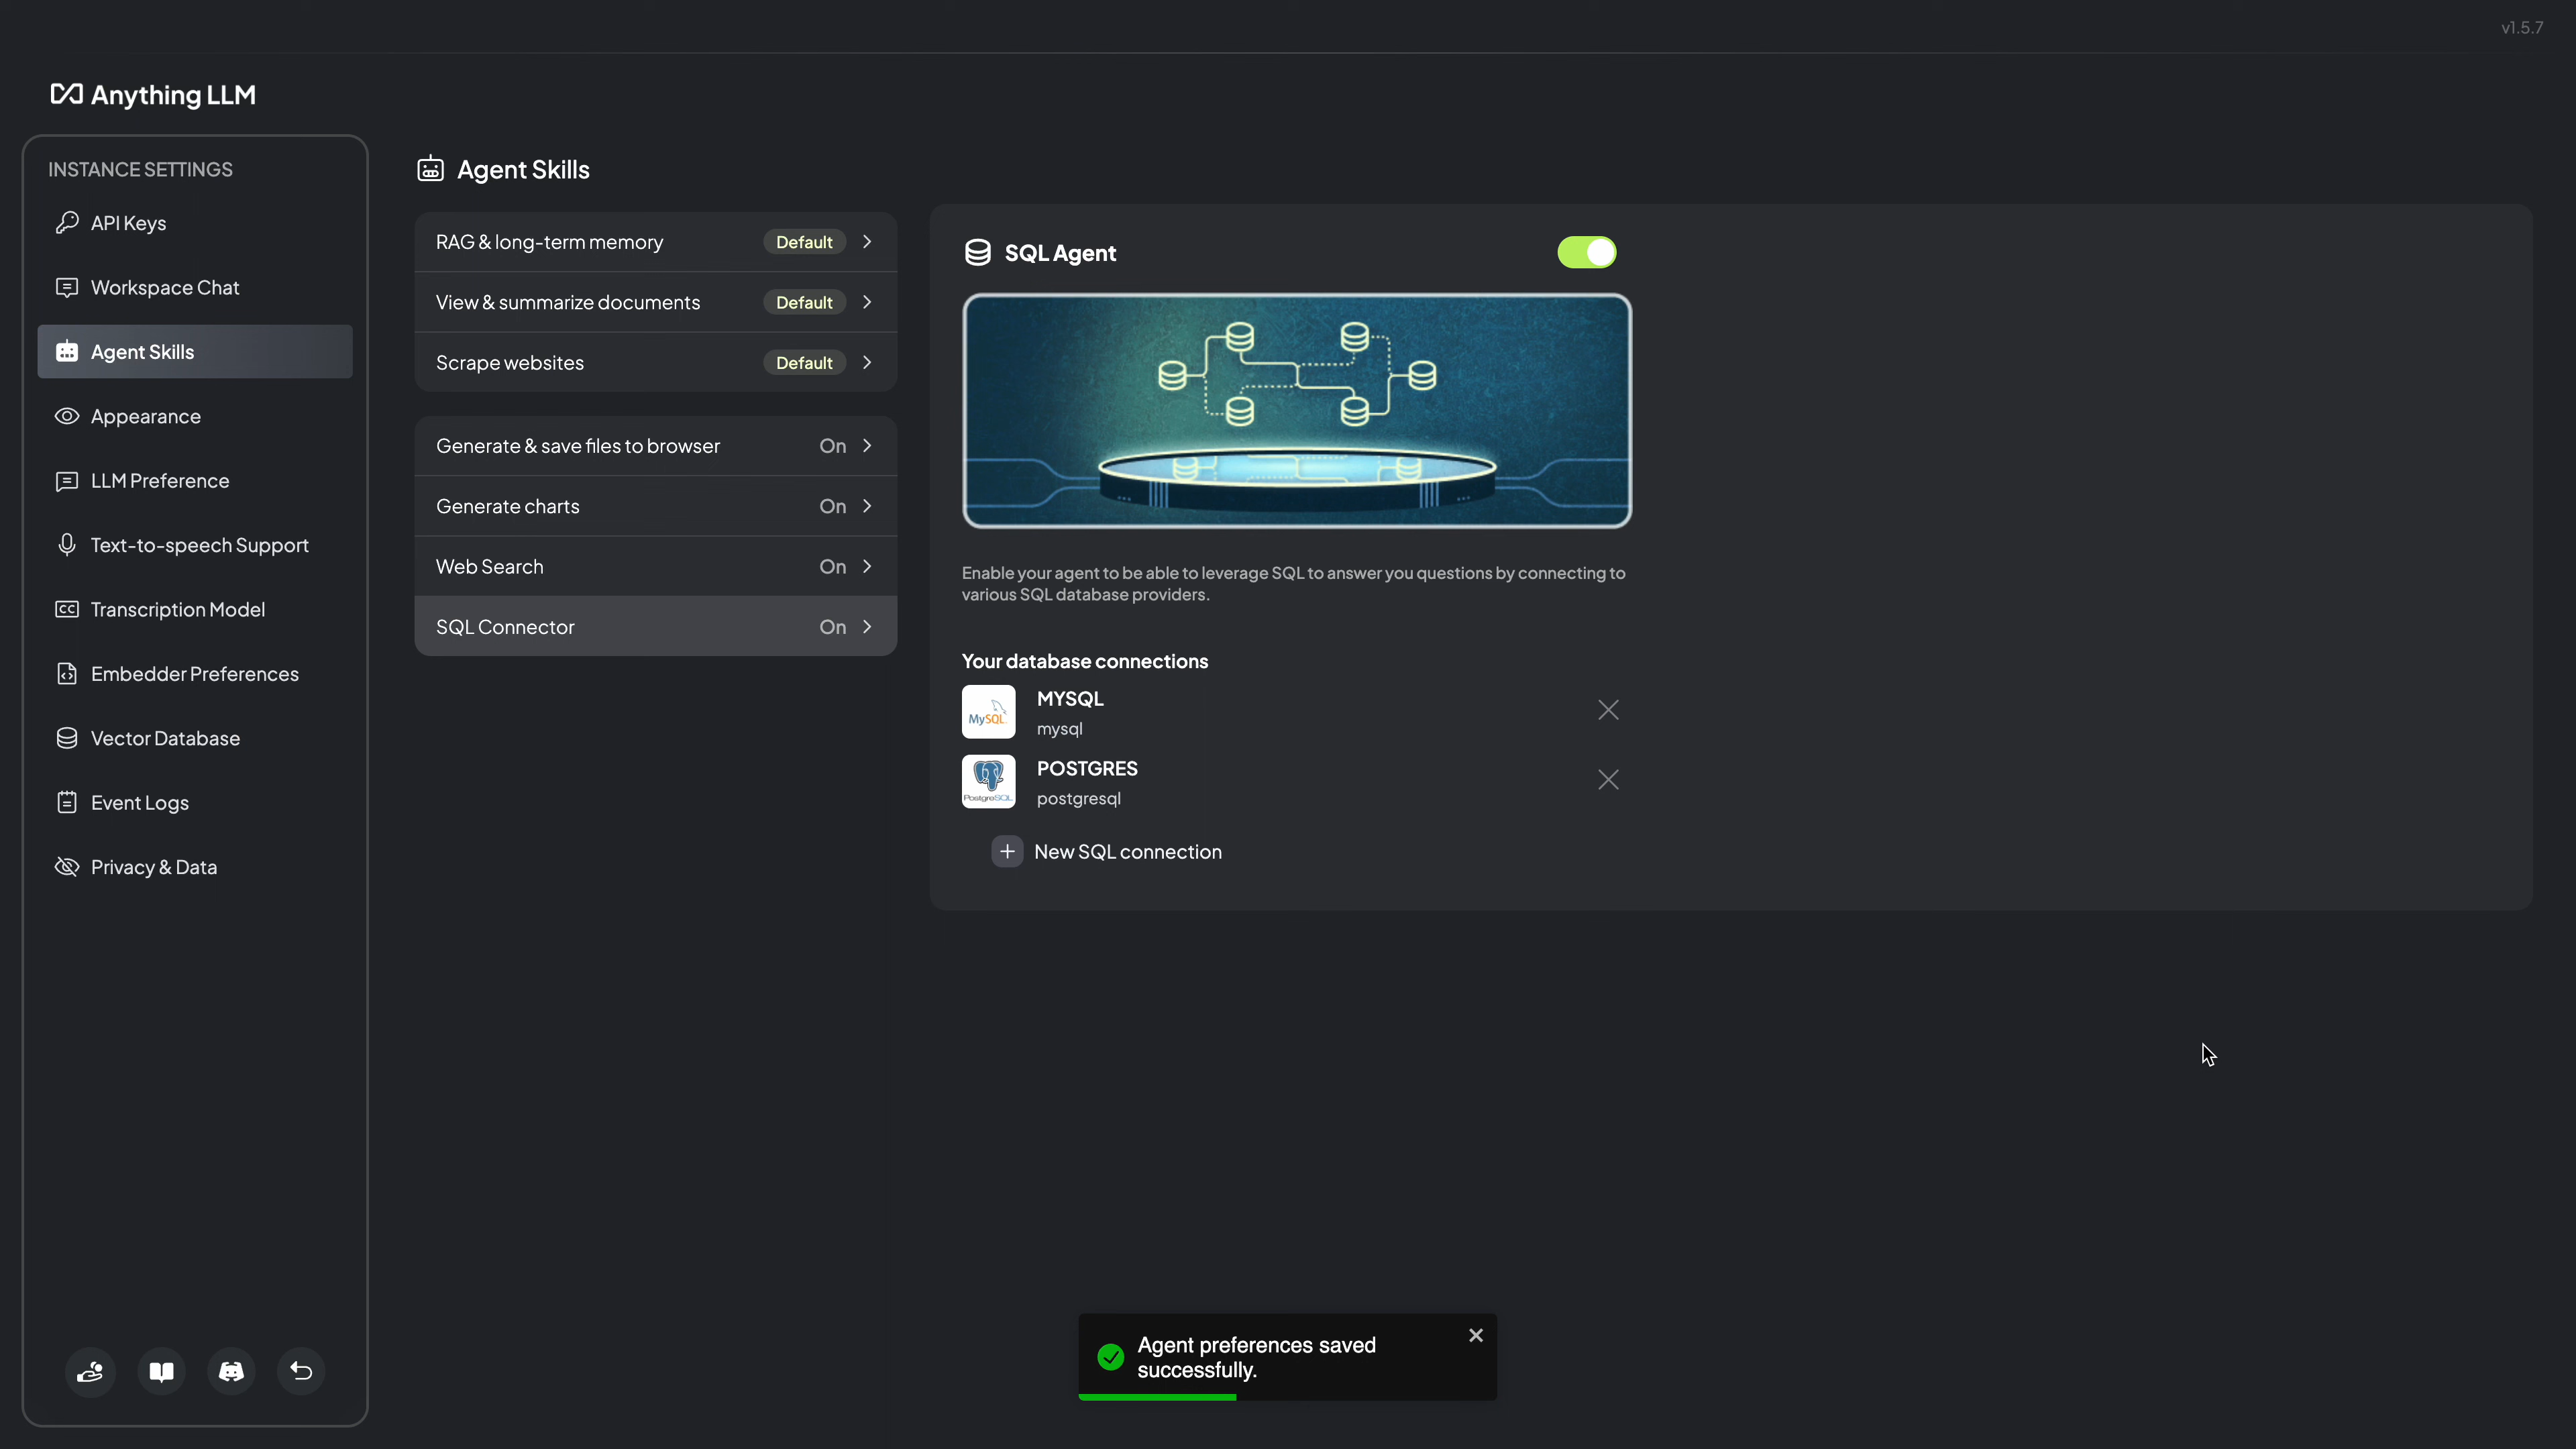 v1.5.7
Anything LLM
INSTANCE SETTINGS
API Keys
Workspace Chat
Agent Skills
Appearance
LLM Preference
Text-to-speech Support
Transcription Model
Embedder Preferences
Vector Database
Event Logs
Privacy & Data
Agent Skills
RAG & long-term memory Default
View & summarize documents Default
Scrape websites Default
Generate & save files to browser On
Generate charts On
Web Search On
SQL Connector On
SQL Agent
Enable your agent to be able to leverage SQL to answer you questions by connecting to
various SQL database providers.
Your database connections
MySQL
MYSQL
mysql
PostgreSQL
POSTGRES
postgresql
New SQL connection
Agent preferences saved
successfully.